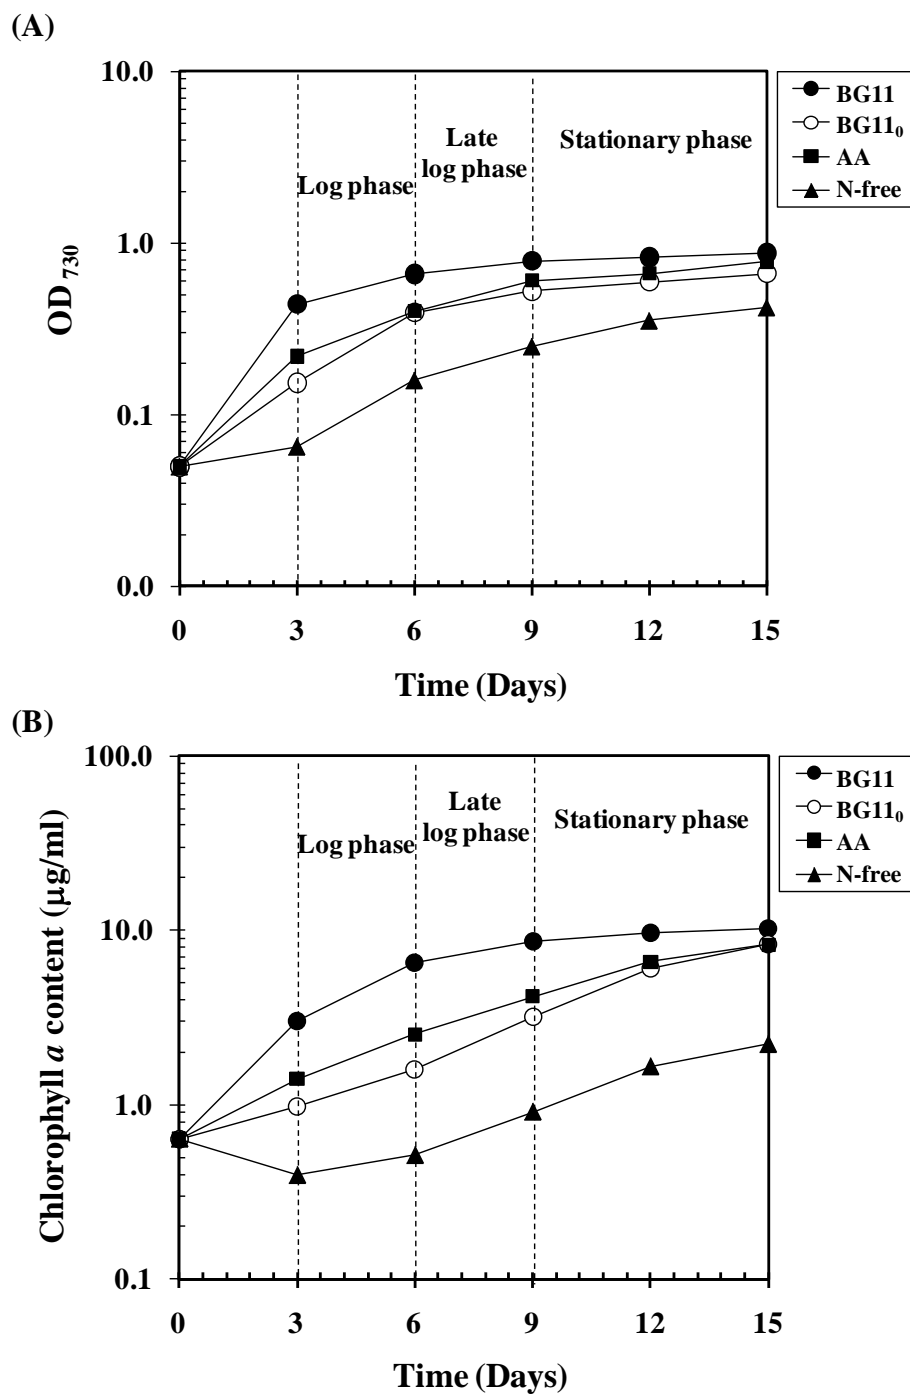 (A)
10.0
1.0
0.1
0.0
OD₇₃₀
Log phase
Late
log phase
Stationary phase
BG11
BG11₀
AA
N-free
0 3 6 9 12 15
Time (Days)
(B)
100.0
10.0
1.0
0.1
Chlorophyll a content (µg/ml)
Log phase
Late
log phase
Stationary phase
BG11
BG11₀
AA
N-free
0 3 6 9 12 15
Time (Days)